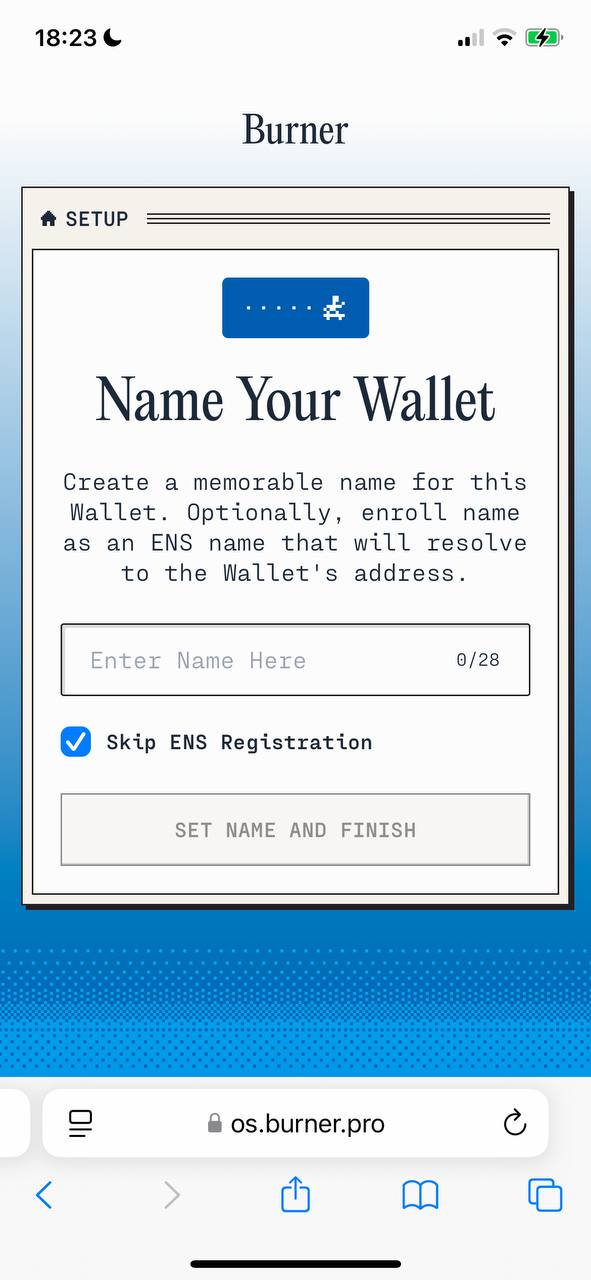 18:23
Burner
SETUP
Name Your Wallet
Create a memorable name for this
Wallet. Optionally, enroll name
as an ENS name that will resolve
to the Wallet's address.
Enter Name Here 0/28
Skip ENS Registration
SET NAME AND FINISH
os.burner.pro